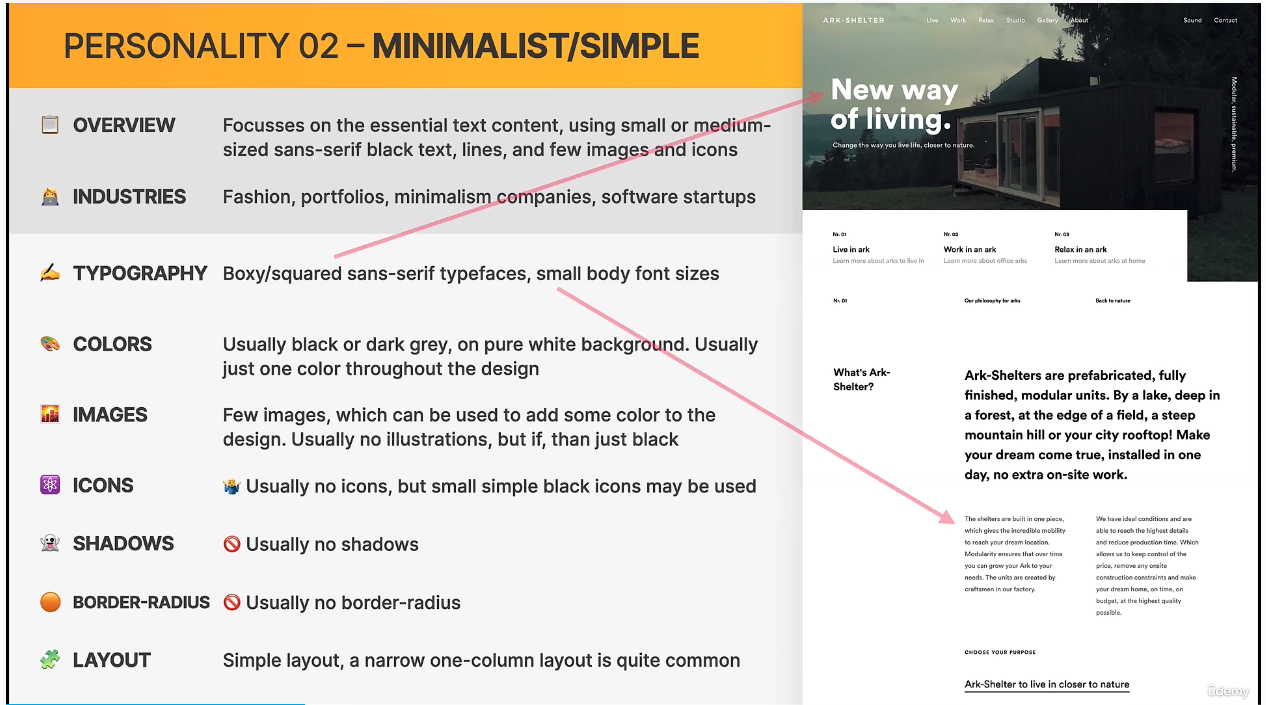 PERSONALITY 02 – MINIMALIST/SIMPLE
OVERVIEW
Focusses on the essential text content, using small or medium-
sized sans-serif black text, lines, and few images and icons
INDUSTRIES
Fashion, portfolios, minimalism companies, software startups
TYPOGRAPHY
Boxy/squared sans-serif typefaces, small body font sizes
COLORS
Usually black or dark grey, on pure white background. Usually
just one color throughout the design
IMAGES
Few images, which can be used to add some color to the
design. Usually no illustrations, but if, than just black
ICONS
Usually no icons, but small simple black icons may be used
SHADOWS
Usually no shadows
BORDER-RADIUS
Usually no border-radius
LAYOUT
Simple layout, a narrow one-column layout is quite common
ARK-SHELTER
Live Work Relax Studio Gallery About
Sound Contact
New way
of living.
Change the way you live life, closer to nature.
Modular, sustainable, premium.
Nr. 01
Live in ark
Learn more about arks to live in
Nr. 02
Work in an ark
Learn more about office arks
Nr. 03
Relax in an ark
Learn more about arks at home
Nr. 01
Our philosophy for arks
Back to nature
What's Ark-
Shelter?
Ark-Shelters are prefabricated, fully
finished, modular units. By a lake, deep in
a forest, at the edge of a field, a steep
mountain hill or your city rooftop! Make
your dream come true, installed in one
day, no extra on-site work.
The shelters are built in one piece,
which gives the incredible mobility
to reach your dream location.
Modularity ensures that over time
you can grow your Ark to your
needs. The units are created by
craftsmen in our factory.
We have ideal conditions and are
able to reach the highest details
and reduce production time. Which
allows us to keep control of the
price, remove any onsite
construction constraints and make
your dream home, on time, on
budget, at the highest quality
possible.
CHOOSE YOUR PURPOSE
Ark-Shelter to live in closer to nature
ûdemy